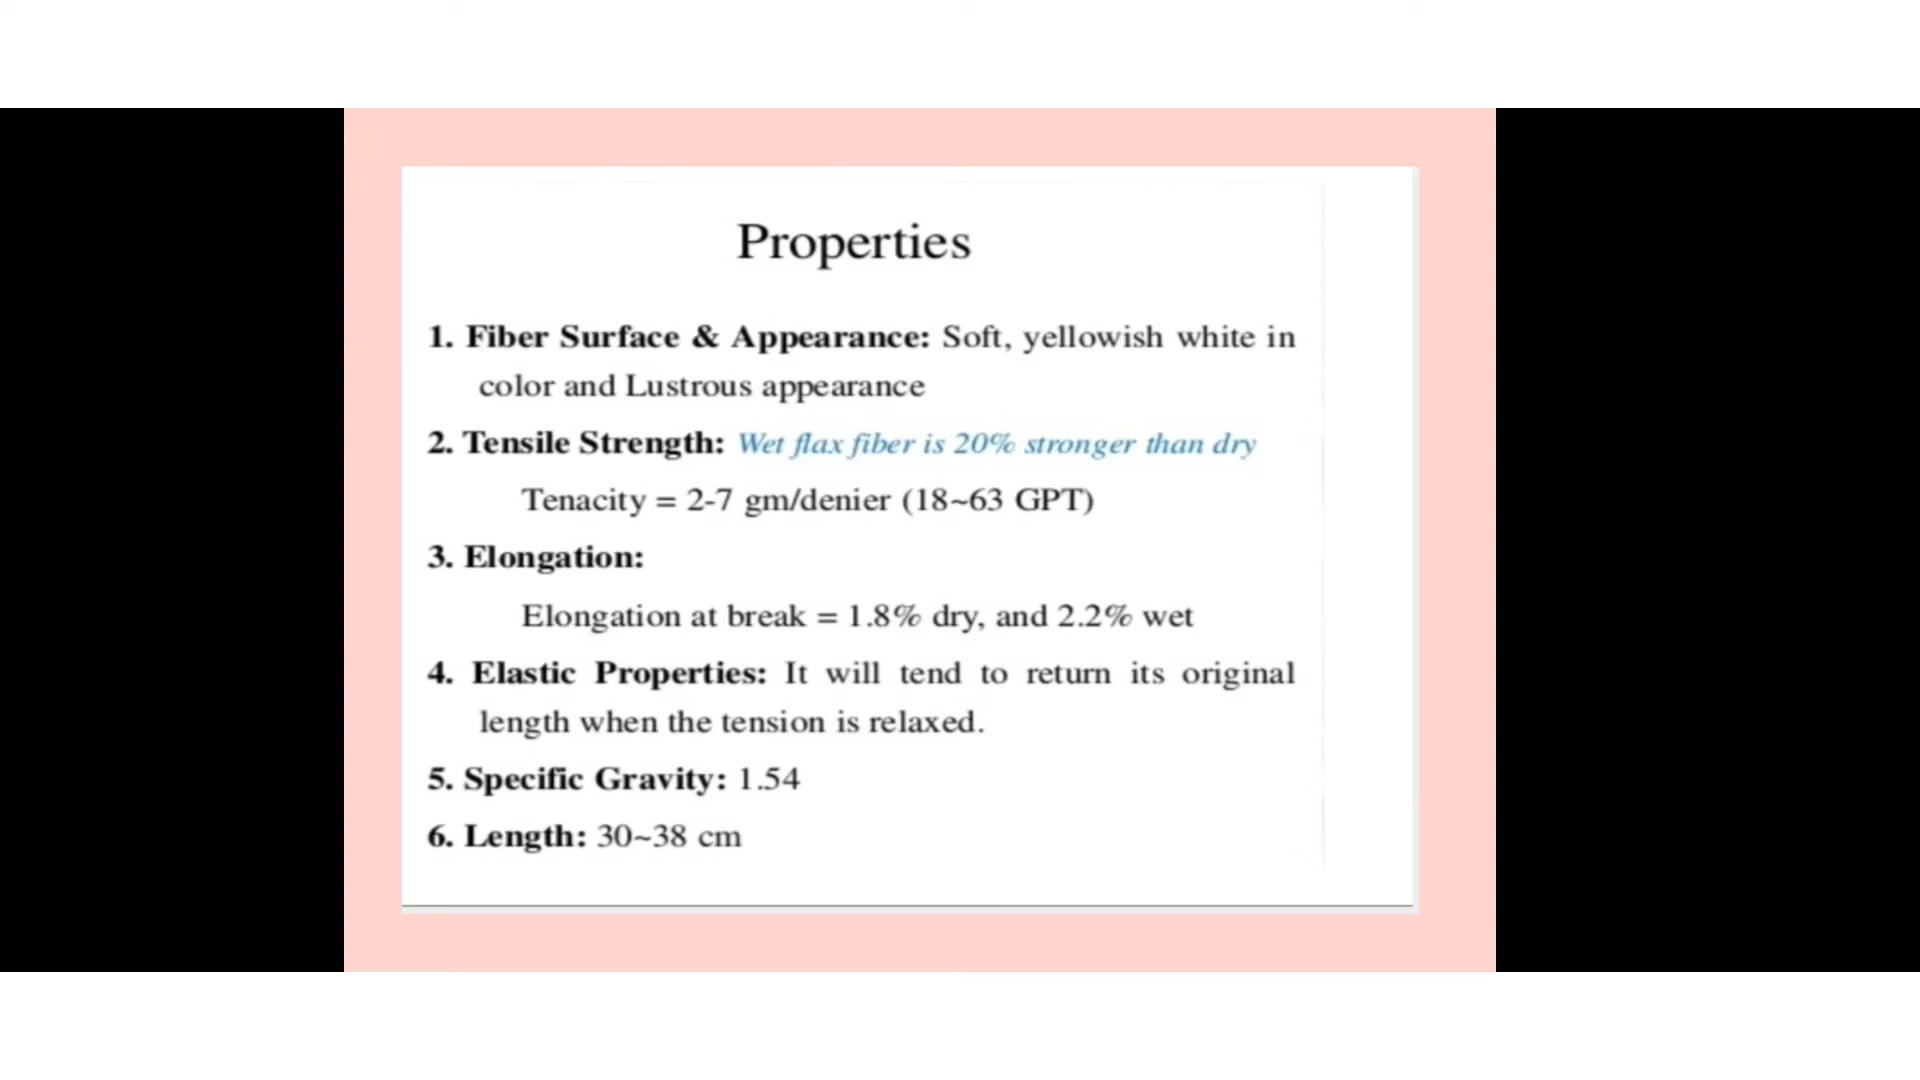 Properties
1. Fiber Surface & Appearance: Soft, yellowish white in
color and Lustrous appearance
2. Tensile Strength: Wet flax fiber is 20% stronger than dry
Tenacity = 2-7 gm/denier (18~63 GPT)
3. Elongation:
Elongation at break = 1.8% dry, and 2.2% wet
4. Elastic Properties: It will tend to return its original
length when the tension is relaxed.
5. Specific Gravity: 1.54
6. Length: 30~38 cm